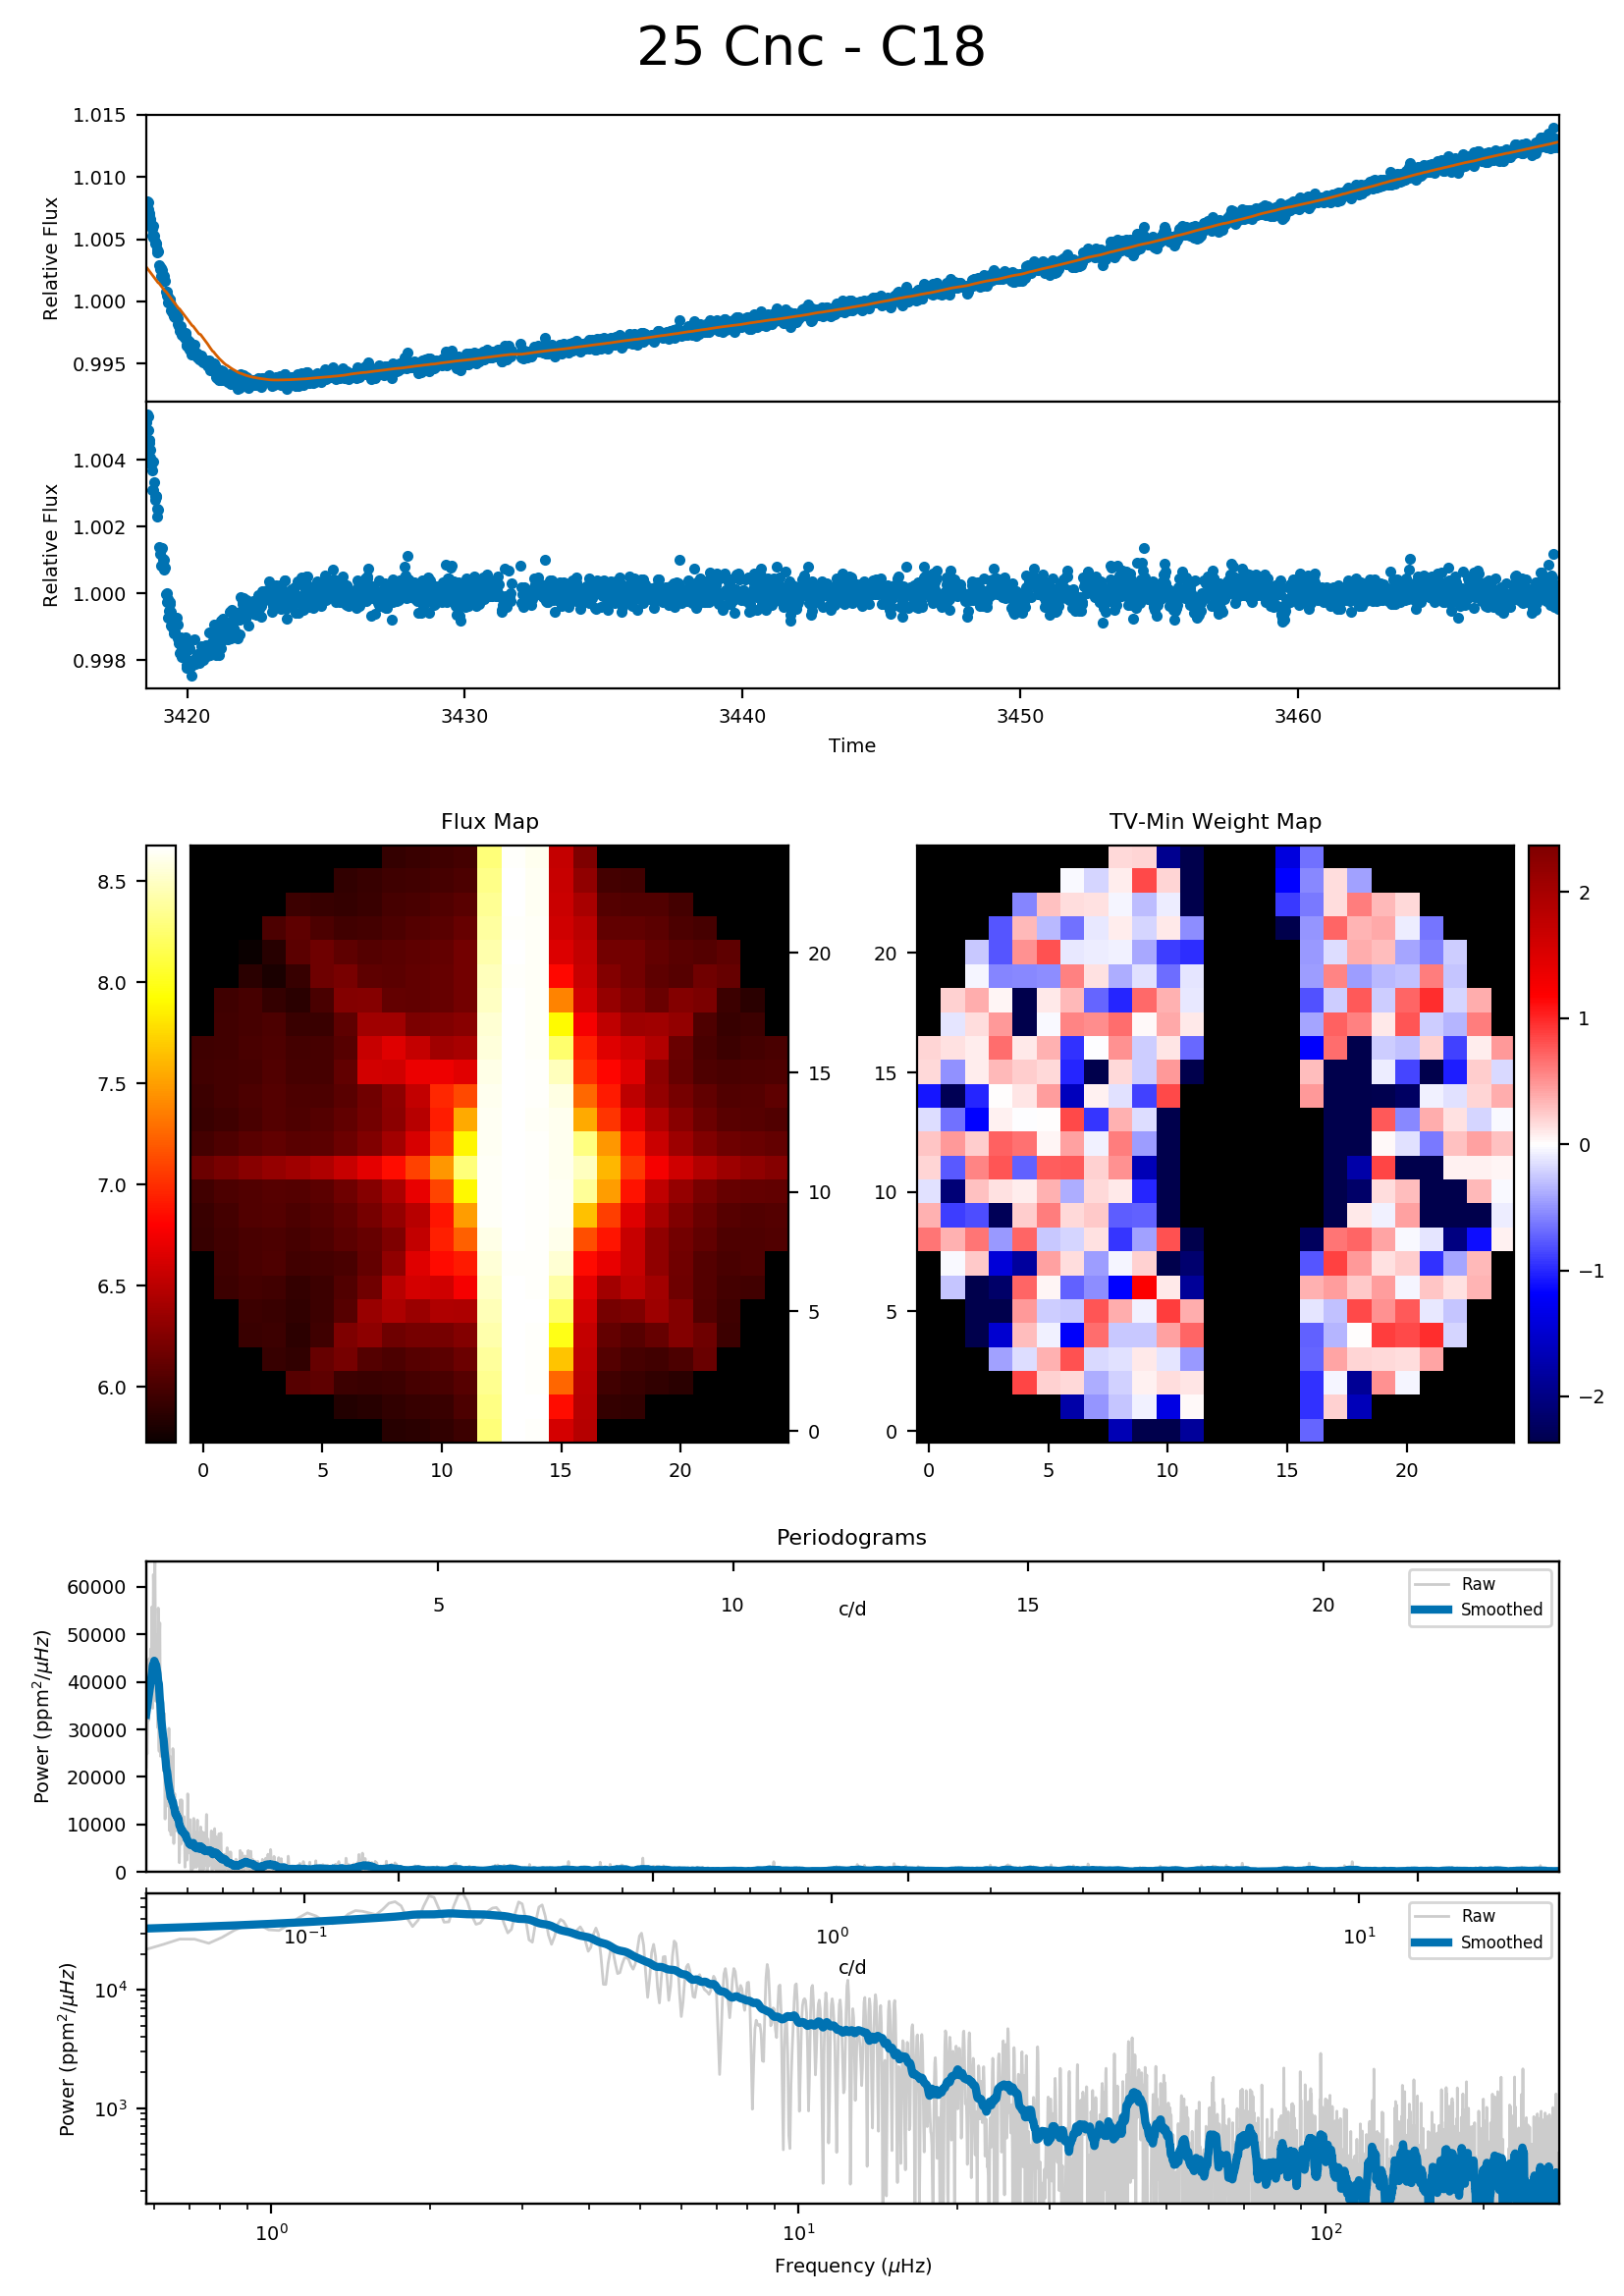 25 Cnc - C18
1.015
1.010
1.005
1.000
0.995
Relative Flux
1.004
1.002
1.000
0.998
Relative Flux
3420 3430 3440 3450 3460
Time
Flux Map
8.5
8.0
7.5
7.0
6.5
6.0
20
15
10
5
0
0 5 10 15 20
TV-Min Weight Map
20
15
10
5
0
0 5 10 15 20
2
1
0
−1
−2
Periodograms
5 10 15 20
c/d
Raw
Smoothed
60000
50000
40000
30000
20000
10000
0
Power (ppm²/μHz)
10⁻¹ 10⁰ 10¹
c/d
Raw
Smoothed
10⁴
10³
Power (ppm²/μHz)
10⁰ 10¹ 10²
Frequency (μHz)